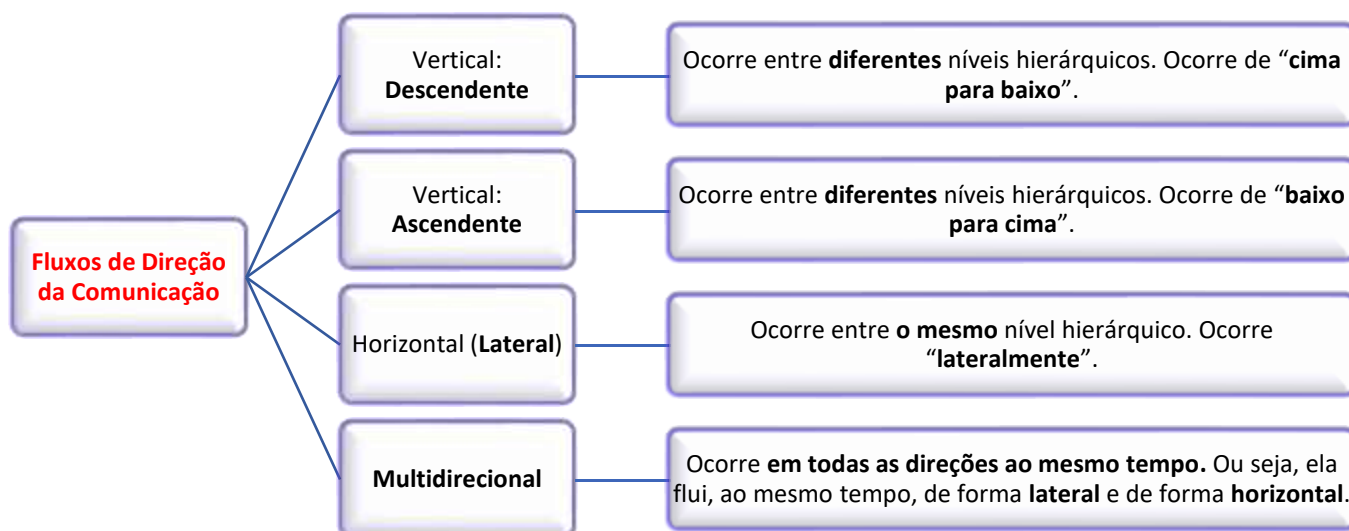 Fluxos de Direção
da Comunicação
Vertical:
Descendente
Ocorre entre diferentes níveis hierárquicos. Ocorre de “cima
para baixo”.
Vertical:
Ascendente
Ocorre entre diferentes níveis hierárquicos. Ocorre de “baixo
para cima”.
Horizontal (Lateral)
Ocorre entre o mesmo nível hierárquico. Ocorre
“lateralmente”.
Multidirecional
Ocorre em todas as direções ao mesmo tempo. Ou seja, ela
flui, ao mesmo tempo, de forma lateral e de forma horizontal.